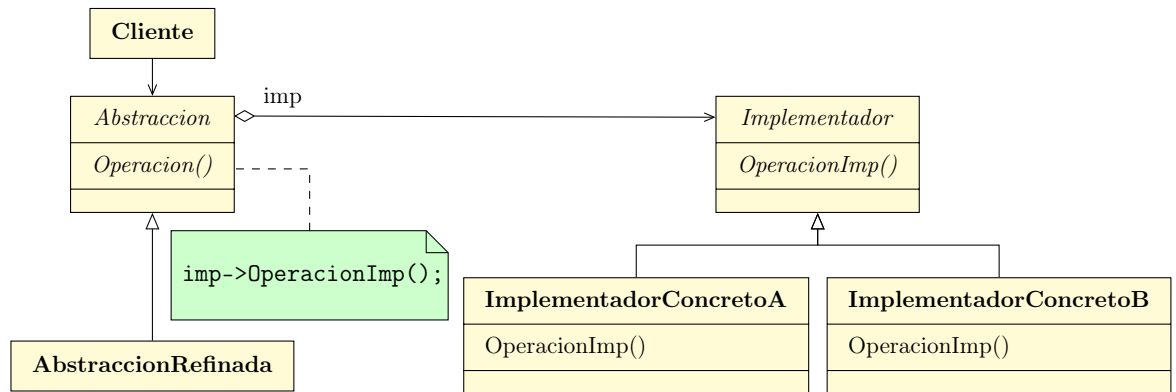 Cliente
imp
Abstraccion
Implementador
Operacion()
OperacionImp()
imp->OperacionImp();
ImplementadorConcretoA
ImplementadorConcretoB
OperacionImp()
OperacionImp()
AbstraccionRefinada